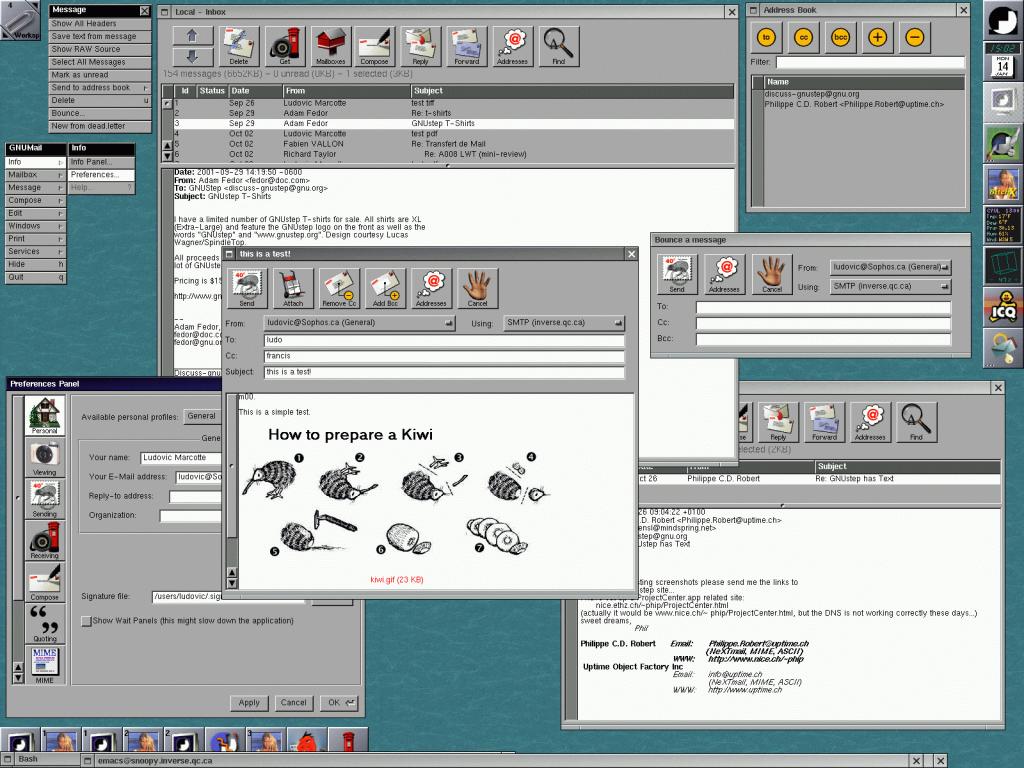 4
Worksp
Message
Show All Headers
Save text from message
Show RAW Source
Select All Messages
Mark as unread
Send to address book
Delete u
Bounce...
New from dead.letter
GNUMail
Info
Mailbox
Message
Compose
Edit
Windows
Print
Services
Hide h
Quit q
Info
Info Panel...
Preferences...
Help... ?
Local - Inbox
Delete Get Mailboxes Compose Reply Forward Addresses Find
154 messages (6652KB) - 0 unread (0KB) - 1 selected (3KB)
Id Status Date From Subject
1 Sep 26 Ludovic Marcotte test tiff
2 Sep 29 Adam Fedor Re: t-shirts
3 Sep 29 Adam Fedor GNUstep T-Shirts
4 Oct 02 Ludovic Marcotte test pdf
5 Oct 02 Fabien VALLON Re: Transfert de Mail
6 Oct 02 Richard Taylor Re: A008 LWT (mini-review)
Date: 2001-09-29 14:19:50 -0600
From: Adam Fedor <fedor@doc.com>
To: GNUStep <discuss-gnustep@gnu.org>
Subject: GNUstep T-Shirts
I have a limited number of GNUstep T-shirts for sale. All shirts are XL
(Extra-Large) and feature the GNUstep logo on the front as well as the
words "GNUstep" and "www.gnustep.org". Design courtesy Lucas
Wagner/SpindleTop.
All proceeds
lot of GNUste
Pricing is $15
http://www.gn
--
Adam Fedor,
fedor@doc.co
fedor@gnu.or
Discuss-gnus
Address Book
to cc bcc + −
Filter:
Name
discuss-gnustep@gnu.org
Philippe C.D. Robert <Philippe.Robert@uptime.ch>
15:02
MON
14
JAN
ICQ
Bounce a message
Send Addresses Cancel
From: ludovic@Sophos.ca (General)
Using: SMTP (inverse.qc.ca)
To:
Cc:
Bcc:
this is a test!
Send Attach Remove Cc Add Bcc Addresses Cancel
From: ludovic@Sophos.ca (General) Using: SMTP (inverse.qc.ca)
To: ludo
Cc: francis
Subject: this is a test!
m00.
This is a simple test.
How to prepare a Kiwi
1 2 3 4
5 6 7
kiwi.gif (23 KB)
Preferences Panel
Personal
Viewing
Sending
Receiving
Compose
Quoting
MIME
MIME
Available personal profiles: General
Gene
Your name: Ludovic Marcotte
Your E-Mail address: ludovic@So
Reply-to address:
Organization:
Signature file: /users/ludovic/.sig
Show Wait Panels (this might slow down the application)
Apply Cancel OK
Reply Forward Addresses Find
elected (2KB)
Subject
ct 26 Philippe C.D. Robert Re: GNUstep has Text
26 09:04:22 +0100
C.D. Robert <Philippe.Robert@uptime.ch>
ensl@mindspring.net>
step@gnu.org
Ustep has Text
ting screenshots please send me the links to
step site...
ProjectCenter.app related site:
nice.ethz.ch/~phip/ProjectCenter.html
(actually it would be www.nice.ch/~ phip/ProjectCenter.html, but the DNS is not working correctly these days...)
sweet dreams,
Phil
Philippe C.D. Robert Email: Philippe.Robert@uptime.ch
(NeXTmail, MIME, ASCII)
WWW: http://www.nice.ch/~phip
Uptime Object Factory Inc
Email: info@uptime.ch
(NeXTmail, MIME, ASCII)
WWW: http://www.uptime.ch
1 1 2 2 3
Bash
emacs@snoopy.inverse.qc.ca